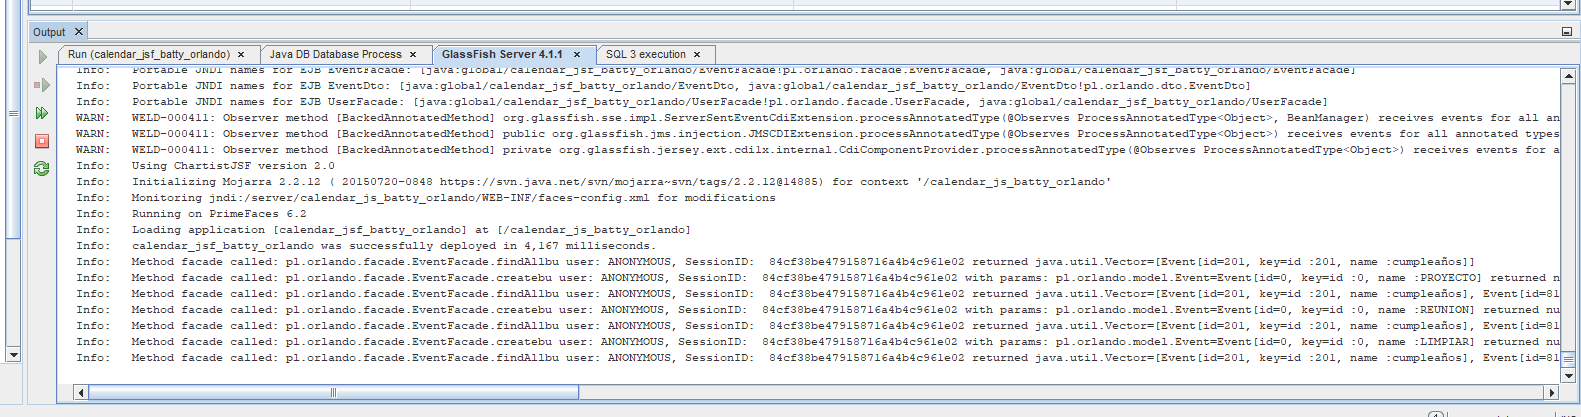 Output
Run (calendar_jsf_batty_orlando)
Java DB Database Process
GlassFish Server 4.1.1
SQL 3 execution
Info: Portable JNDI names for EJB EventFacade: [java:global/calendar_jsf_batty_orlando/EventFacade!pl.orlando.facade.EventFacade, java:global/calendar_jsf_batty_orlando/EventFacade]
Info: Portable JNDI names for EJB EventDto: [java:global/calendar_jsf_batty_orlando/EventDto, java:global/calendar_jsf_batty_orlando/EventDto!pl.orlando.dto.EventDto]
Info: Portable JNDI names for EJB UserFacade: [java:global/calendar_jsf_batty_orlando/UserFacade!pl.orlando.facade.UserFacade, java:global/calendar_jsf_batty_orlando/UserFacade]
WARN: WELD-000411: Observer method [BackedAnnotatedMethod] org.glassfish.sse.impl.ServerSentEventCdiExtension.processAnnotatedType(@Observes ProcessAnnotatedType<Object>, BeanManager) receives events for all an
WARN: WELD-000411: Observer method [BackedAnnotatedMethod] public org.glassfish.jms.injection.JMSCDIExtension.processAnnotatedType(@Observes ProcessAnnotatedType<Object>) receives events for all annotated types
WARN: WELD-000411: Observer method [BackedAnnotatedMethod] private org.glassfish.jersey.ext.cdi1x.internal.CdiComponentProvider.processAnnotatedType(@Observes ProcessAnnotatedType<Object>) receives events for a
Info: Using ChartistJSF version 2.0
Info: Initializing Mojarra 2.2.12 ( 20150720-0848 https://svn.java.net/svn/mojarra~svn/tags/2.2.12@14885) for context '/calendar_js_batty_orlando'
Info: Monitoring jndi:/server/calendar_js_batty_orlando/WEB-INF/faces-config.xml for modifications
Info: Running on PrimeFaces 6.2
Info: Loading application [calendar_jsf_batty_orlando] at [/calendar_js_batty_orlando]
Info: calendar_jsf_batty_orlando was successfully deployed in 4,167 milliseconds.
Info: Method facade called: pl.orlando.facade.EventFacade.findAllbu user: ANONYMOUS, SessionID: 84cf38be479158716a4b4c961e02 returned java.util.Vector=[Event[id=201, key=id :201, name :cumpleaños]]
Info: Method facade called: pl.orlando.facade.EventFacade.createbu user: ANONYMOUS, SessionID: 84cf38be479158716a4b4c961e02 with params: pl.orlando.model.Event=Event[id=0, key=id :0, name :PROYECTO] returned n
Info: Method facade called: pl.orlando.facade.EventFacade.findAllbu user: ANONYMOUS, SessionID: 84cf38be479158716a4b4c961e02 returned java.util.Vector=[Event[id=201, key=id :201, name :cumpleaños], Event[id=81
Info: Method facade called: pl.orlando.facade.EventFacade.createbu user: ANONYMOUS, SessionID: 84cf38be479158716a4b4c961e02 with params: pl.orlando.model.Event=Event[id=0, key=id :0, name :REUNION] returned nu
Info: Method facade called: pl.orlando.facade.EventFacade.findAllbu user: ANONYMOUS, SessionID: 84cf38be479158716a4b4c961e02 returned java.util.Vector=[Event[id=201, key=id :201, name :cumpleaños], Event[id=81
Info: Method facade called: pl.orlando.facade.EventFacade.createbu user: ANONYMOUS, SessionID: 84cf38be479158716a4b4c961e02 with params: pl.orlando.model.Event=Event[id=0, key=id :0, name :LIMPIAR] returned nu
Info: Method facade called: pl.orlando.facade.EventFacade.findAllbu user: ANONYMOUS, SessionID: 84cf38be479158716a4b4c961e02 returned java.util.Vector=[Event[id=201, key=id :201, name :cumpleaños], Event[id=81